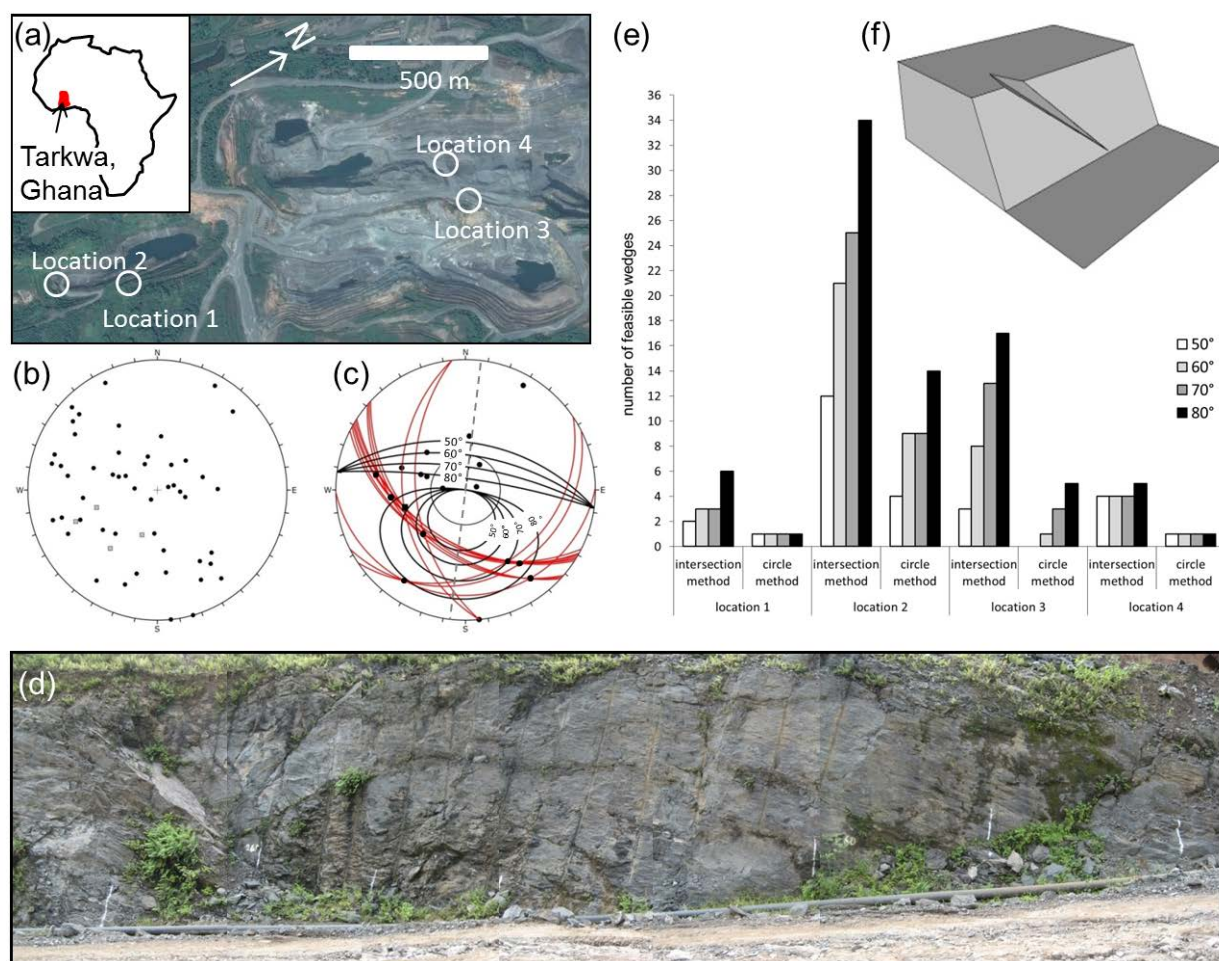 (a)
N
500 m
Tarkwa,
Ghana
Location 4
Location 3
Location 2
Location 1
(b)
N
W
E
S
(c)
N
50°
60°
70°
80°
W
E
50°
60°
70°
80°
S
(d)
(e)
(f)
number of feasible wedges
36
34
32
30
28
26
24
22
20
18
16
14
12
10
8
6
4
2
0
50°
60°
70°
80°
intersection method
circle method
intersection method
circle method
intersection method
circle method
intersection method
circle method
location 1
location 2
location 3
location 4